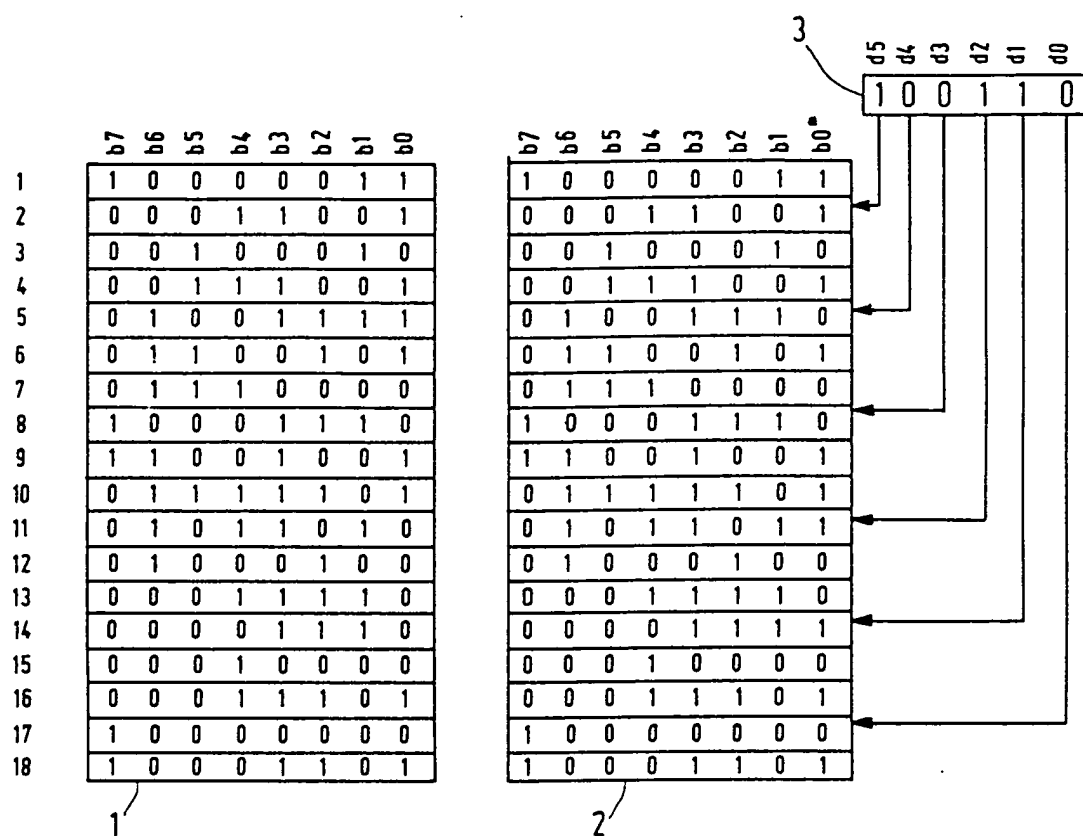 3
d5 d4 d3 d2 d1 d0
1 0 0 1 1 0
b7 b6 b5 b4 b3 b2 b1 b0
b7 b6 b5 b4 b3 b2 b1 b0*
1 1 0 0 0 0 0 1 1 1 0 0 0 0 0 1 1
2 0 0 0 1 1 0 0 1 0 0 0 1 1 0 0 1
3 0 0 1 0 0 0 1 0 0 0 1 0 0 0 1 0
4 0 0 1 1 1 0 0 1 0 0 1 1 1 0 0 1
5 0 1 0 0 1 1 1 1 0 1 0 0 1 1 1 0
6 0 1 1 0 0 1 0 1 0 1 1 0 0 1 0 1
7 0 1 1 1 0 0 0 0 0 1 1 1 0 0 0 0
8 1 0 0 0 1 1 1 0 1 0 0 0 1 1 1 0
9 1 1 0 0 1 0 0 1 1 1 0 0 1 0 0 1
10 0 1 1 1 1 1 0 1 0 1 1 1 1 1 0 1
11 0 1 0 1 1 0 1 0 0 1 0 1 1 0 1 1
12 0 1 0 0 0 1 0 0 0 1 0 0 0 1 0 0
13 0 0 0 1 1 1 1 0 0 0 0 1 1 1 1 0
14 0 0 0 0 1 1 1 0 0 0 0 0 1 1 1 1
15 0 0 0 1 0 0 0 0 0 0 0 1 0 0 0 0
16 0 0 0 1 1 1 0 1 0 0 0 1 1 1 0 1
17 1 0 0 0 0 0 0 0 1 0 0 0 0 0 0 0
18 1 0 0 0 1 1 0 1 1 0 0 0 1 1 0 1
1 2